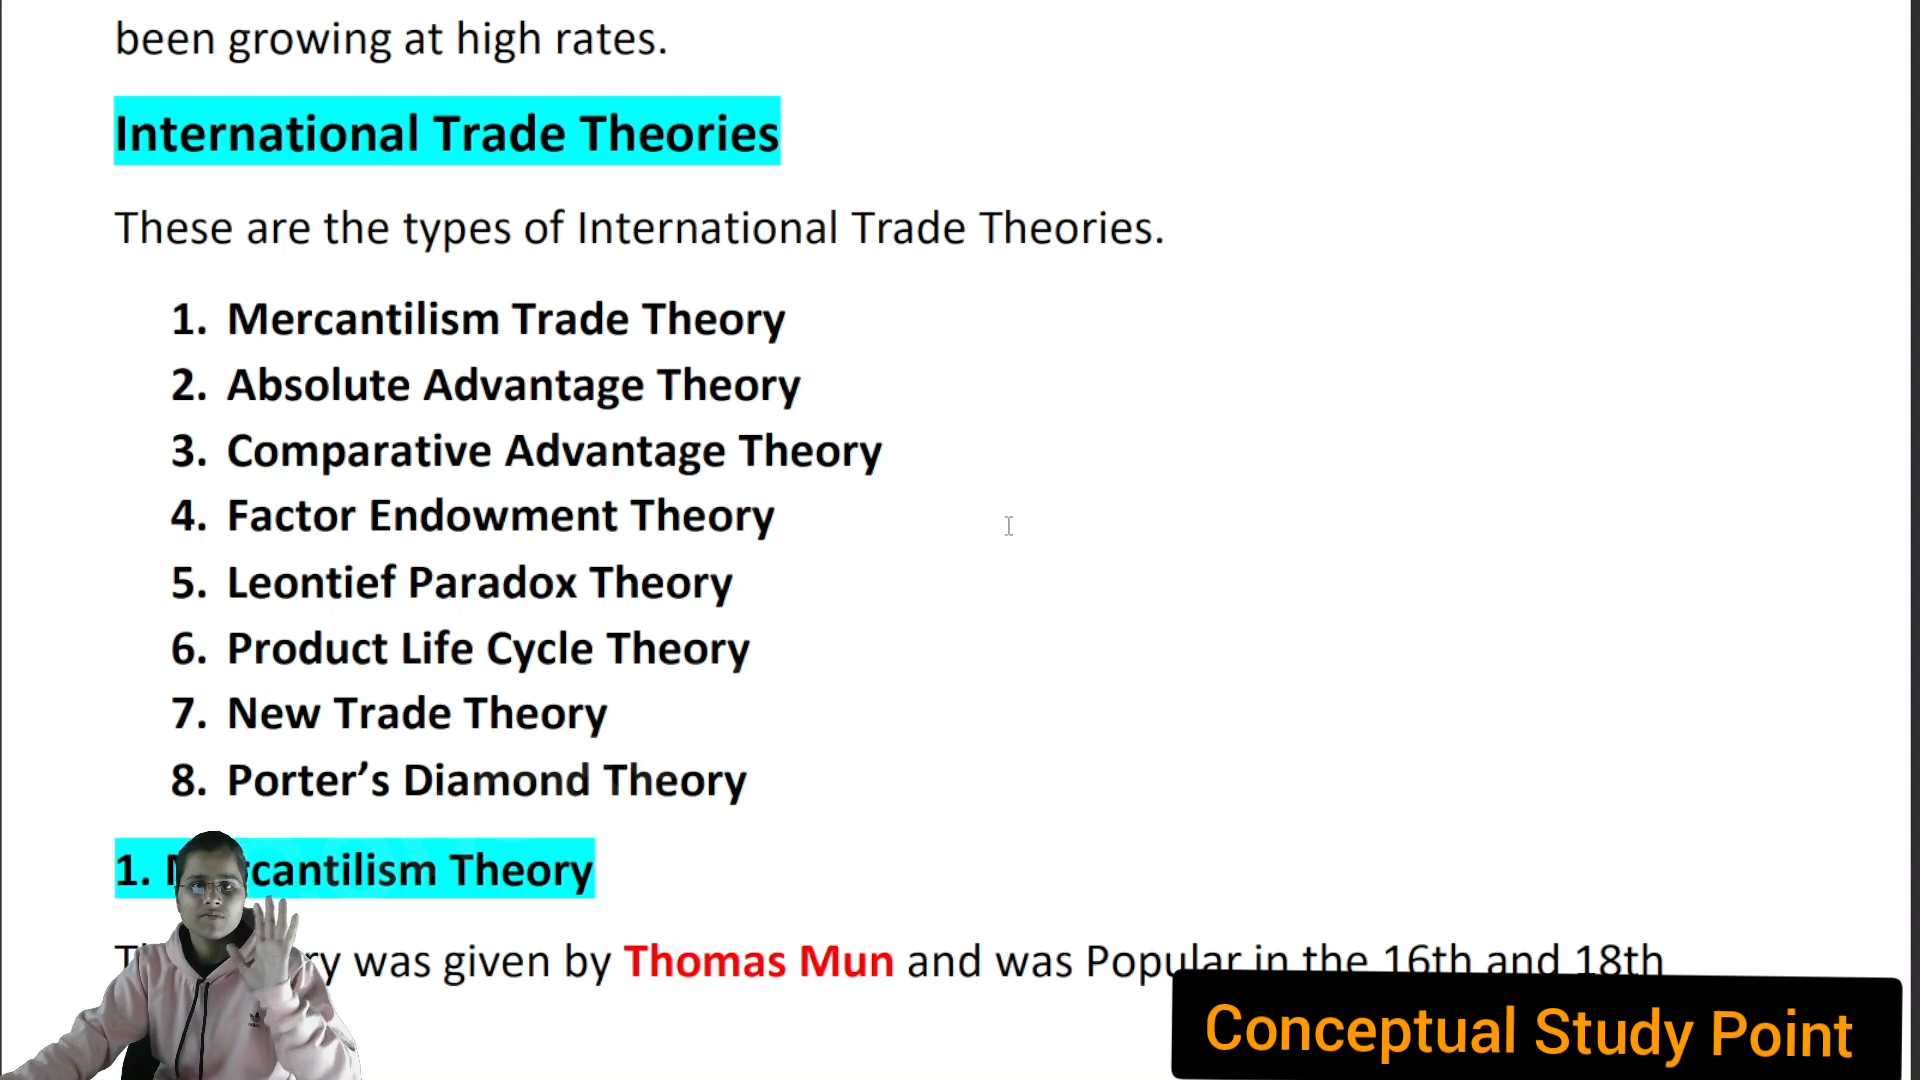 been growing at high rates.
International Trade Theories
These are the types of International Trade Theories.
1. Mercantilism Trade Theory
2. Absolute Advantage Theory
3. Comparative Advantage Theory
4. Factor Endowment Theory
5. Leontief Paradox Theory
6. Product Life Cycle Theory
7. New Trade Theory
8. Porter’s Diamond Theory
1. Mercantilism Theory
was given by Thomas Mun and was Popular in the 16th and 18th
Conceptual Study Point